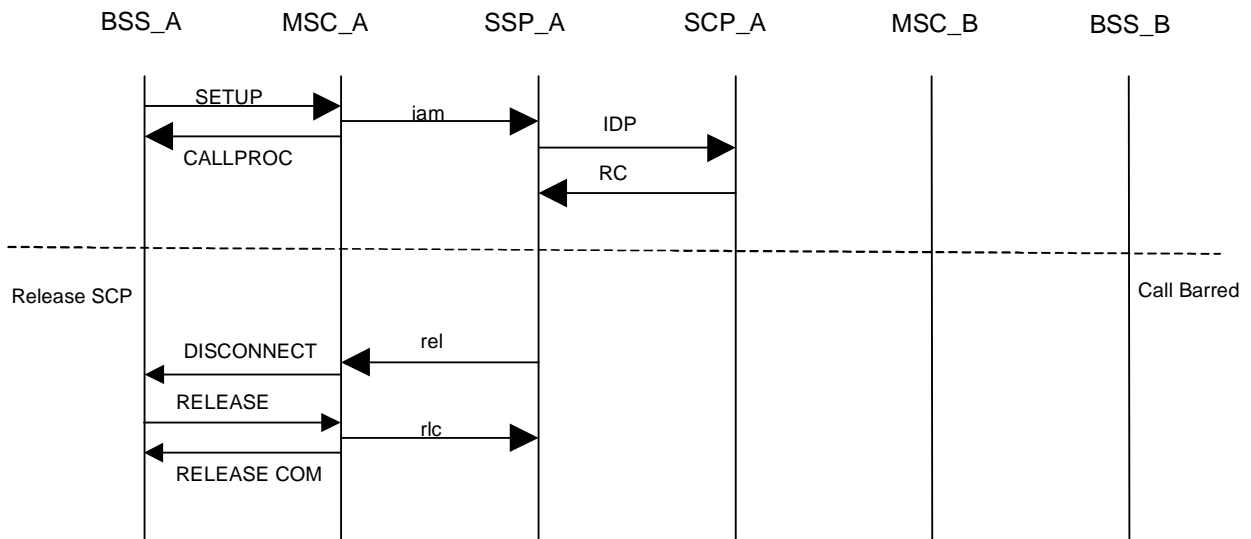 BSS_A MSC_A SSP_A SCP_A MSC_B BSS_B
SETUP
iam
IDP
CALLPROC
RC
Release SCP
Call Barred
rel
DISCONNECT
RELEASE
rlc
RELEASE COM